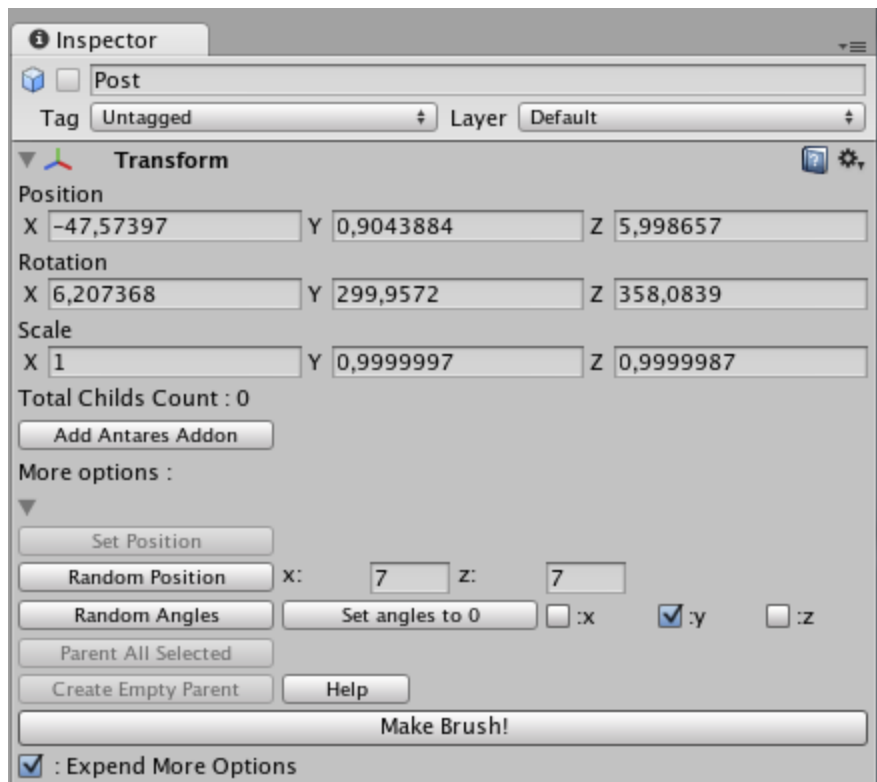 Inspector
Post
Tag Untagged Layer Default
Transform
Position
X -47,57397 Y 0,9043884 Z 5,998657
Rotation
X 6,207368 Y 299,9572 Z 358,0839
Scale
X 1 Y 0,9999997 Z 0,9999987
Total Childs Count : 0
Add Antares Addon
More options :
Set Position
Random Position x: 7 z: 7
Random Angles Set angles to 0 :x :y :z
Parent All Selected
Create Empty Parent Help
Make Brush!
: Expend More Options